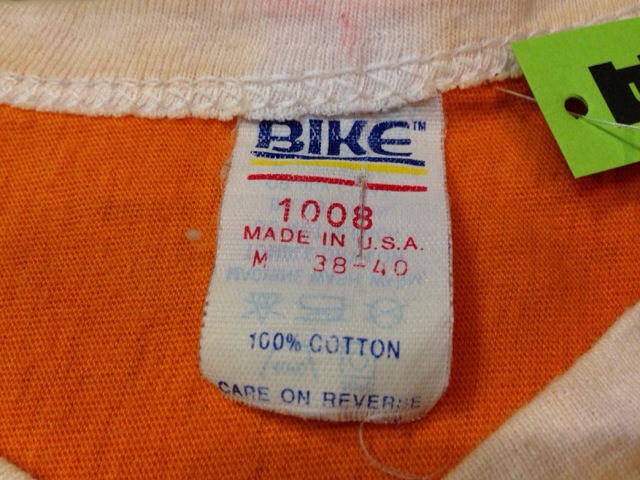 BIKE™
1008
MADE IN U.S.A.
M 38-40
100% COTTON
CARE ON REVERSE